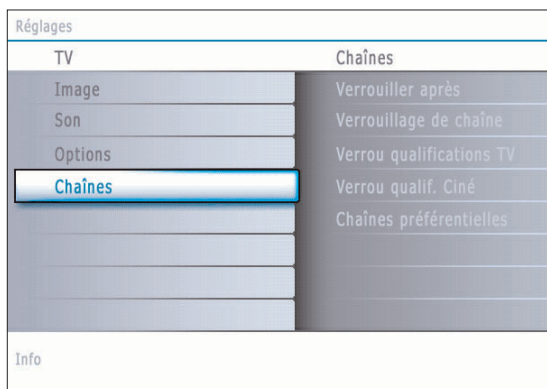 Réglages
TV
Chaînes
Image
Verrouiller après
Son
Verrouillage de chaîne
Options
Verrou qualifications TV
Chaînes
Verrou qualif. Ciné
Chaînes préférentielles
Info